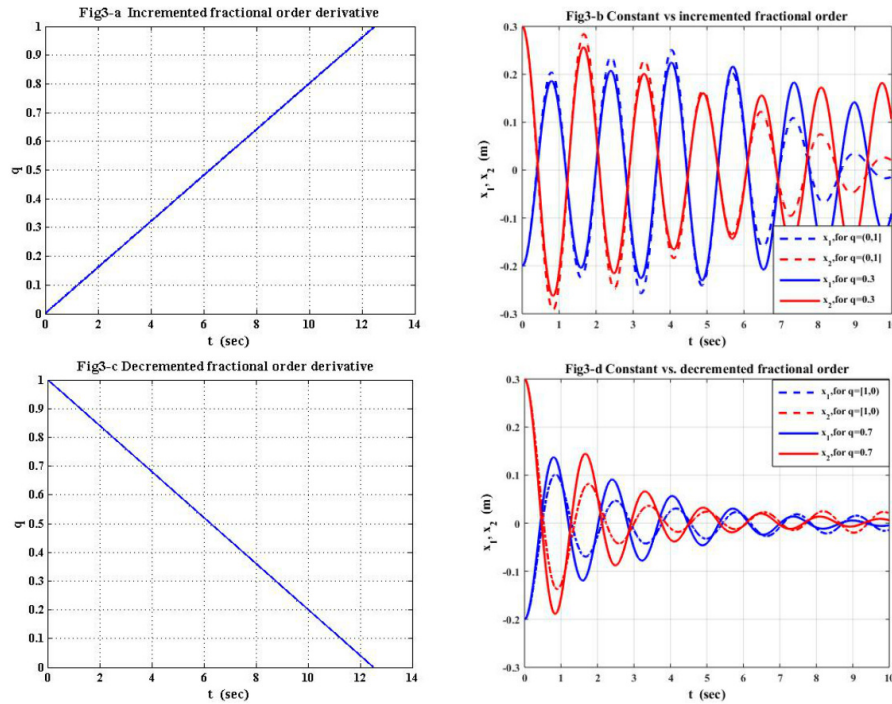 Fig3-a Incremented fractional order derivative
1
0.9
0.8
0.7
0.6
0.5
0.4
0.3
0.2
0.1
0
q
0 2 4 6 8 10 12 14
t (sec)
Fig3-b Constant vs incremented fractional order
0.3
0.2
0.1
0
-0.1
-0.2
-0.3
x1, x2 (m)
x1,for q=(0,1]
x2,for q=(0,1]
x1,for q=0.3
x2,for q=0.3
0 1 2 3 4 5 6 7 8 9 10
t (sec)
Fig3-c Decremented fractional order derivative
1
0.9
0.8
0.7
0.6
0.5
0.4
0.3
0.2
0.1
0
q
0 2 4 6 8 10 12 14
t (sec)
Fig3-d Constant vs. decremented fractional order
0.3
0.2
0.1
0
-0.1
-0.2
-0.3
x1, x2 (m)
x1,for q=[1,0)
x2,for q=[1,0)
x1,for q=0.7
x2,for q=0.7
0 1 2 3 4 5 6 7 8 9 10
t (sec)